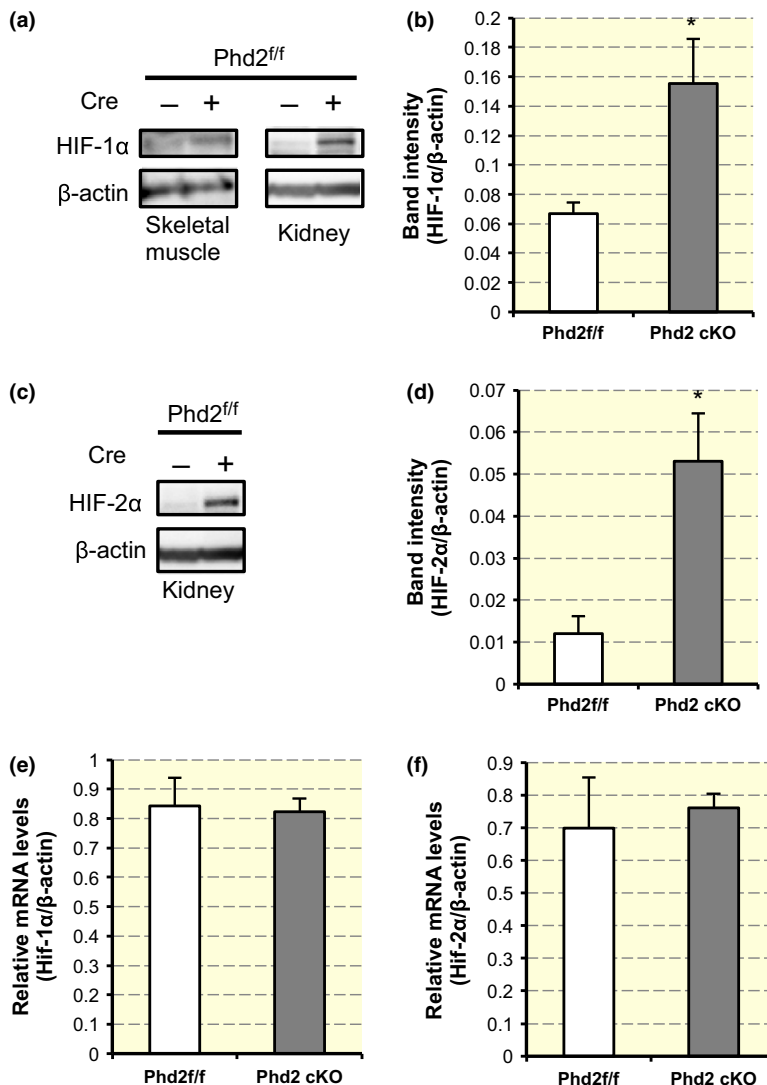 (a)
Phd2f/f
Cre – + – +
HIF-1α
β-actin
Skeletal
muscle
Kidney
(b)
Band intensity
(HIF-1α/β-actin)
0.2
0.18
0.16
0.14
0.12
0.1
0.08
0.06
0.04
0.02
0
*
Phd2f/f Phd2 cKO
(c)
Phd2f/f
Cre – +
HIF-2α
β-actin
Kidney
(d)
Band intensity
(HIF-2α/β-actin)
0.07
0.06
0.05
0.04
0.03
0.02
0.01
0
*
Phd2f/f Phd2 cKO
(e)
Relative mRNA levels
(Hif-1α/β-actin)
1
0.9
0.8
0.7
0.6
0.5
0.4
0.3
0.2
0.1
0
Phd2f/f Phd2 cKO
(f)
Relative mRNA levels
(Hif-2α/β-actin)
0.9
0.8
0.7
0.6
0.5
0.4
0.3
0.2
0.1
0
Phd2f/f Phd2 cKO